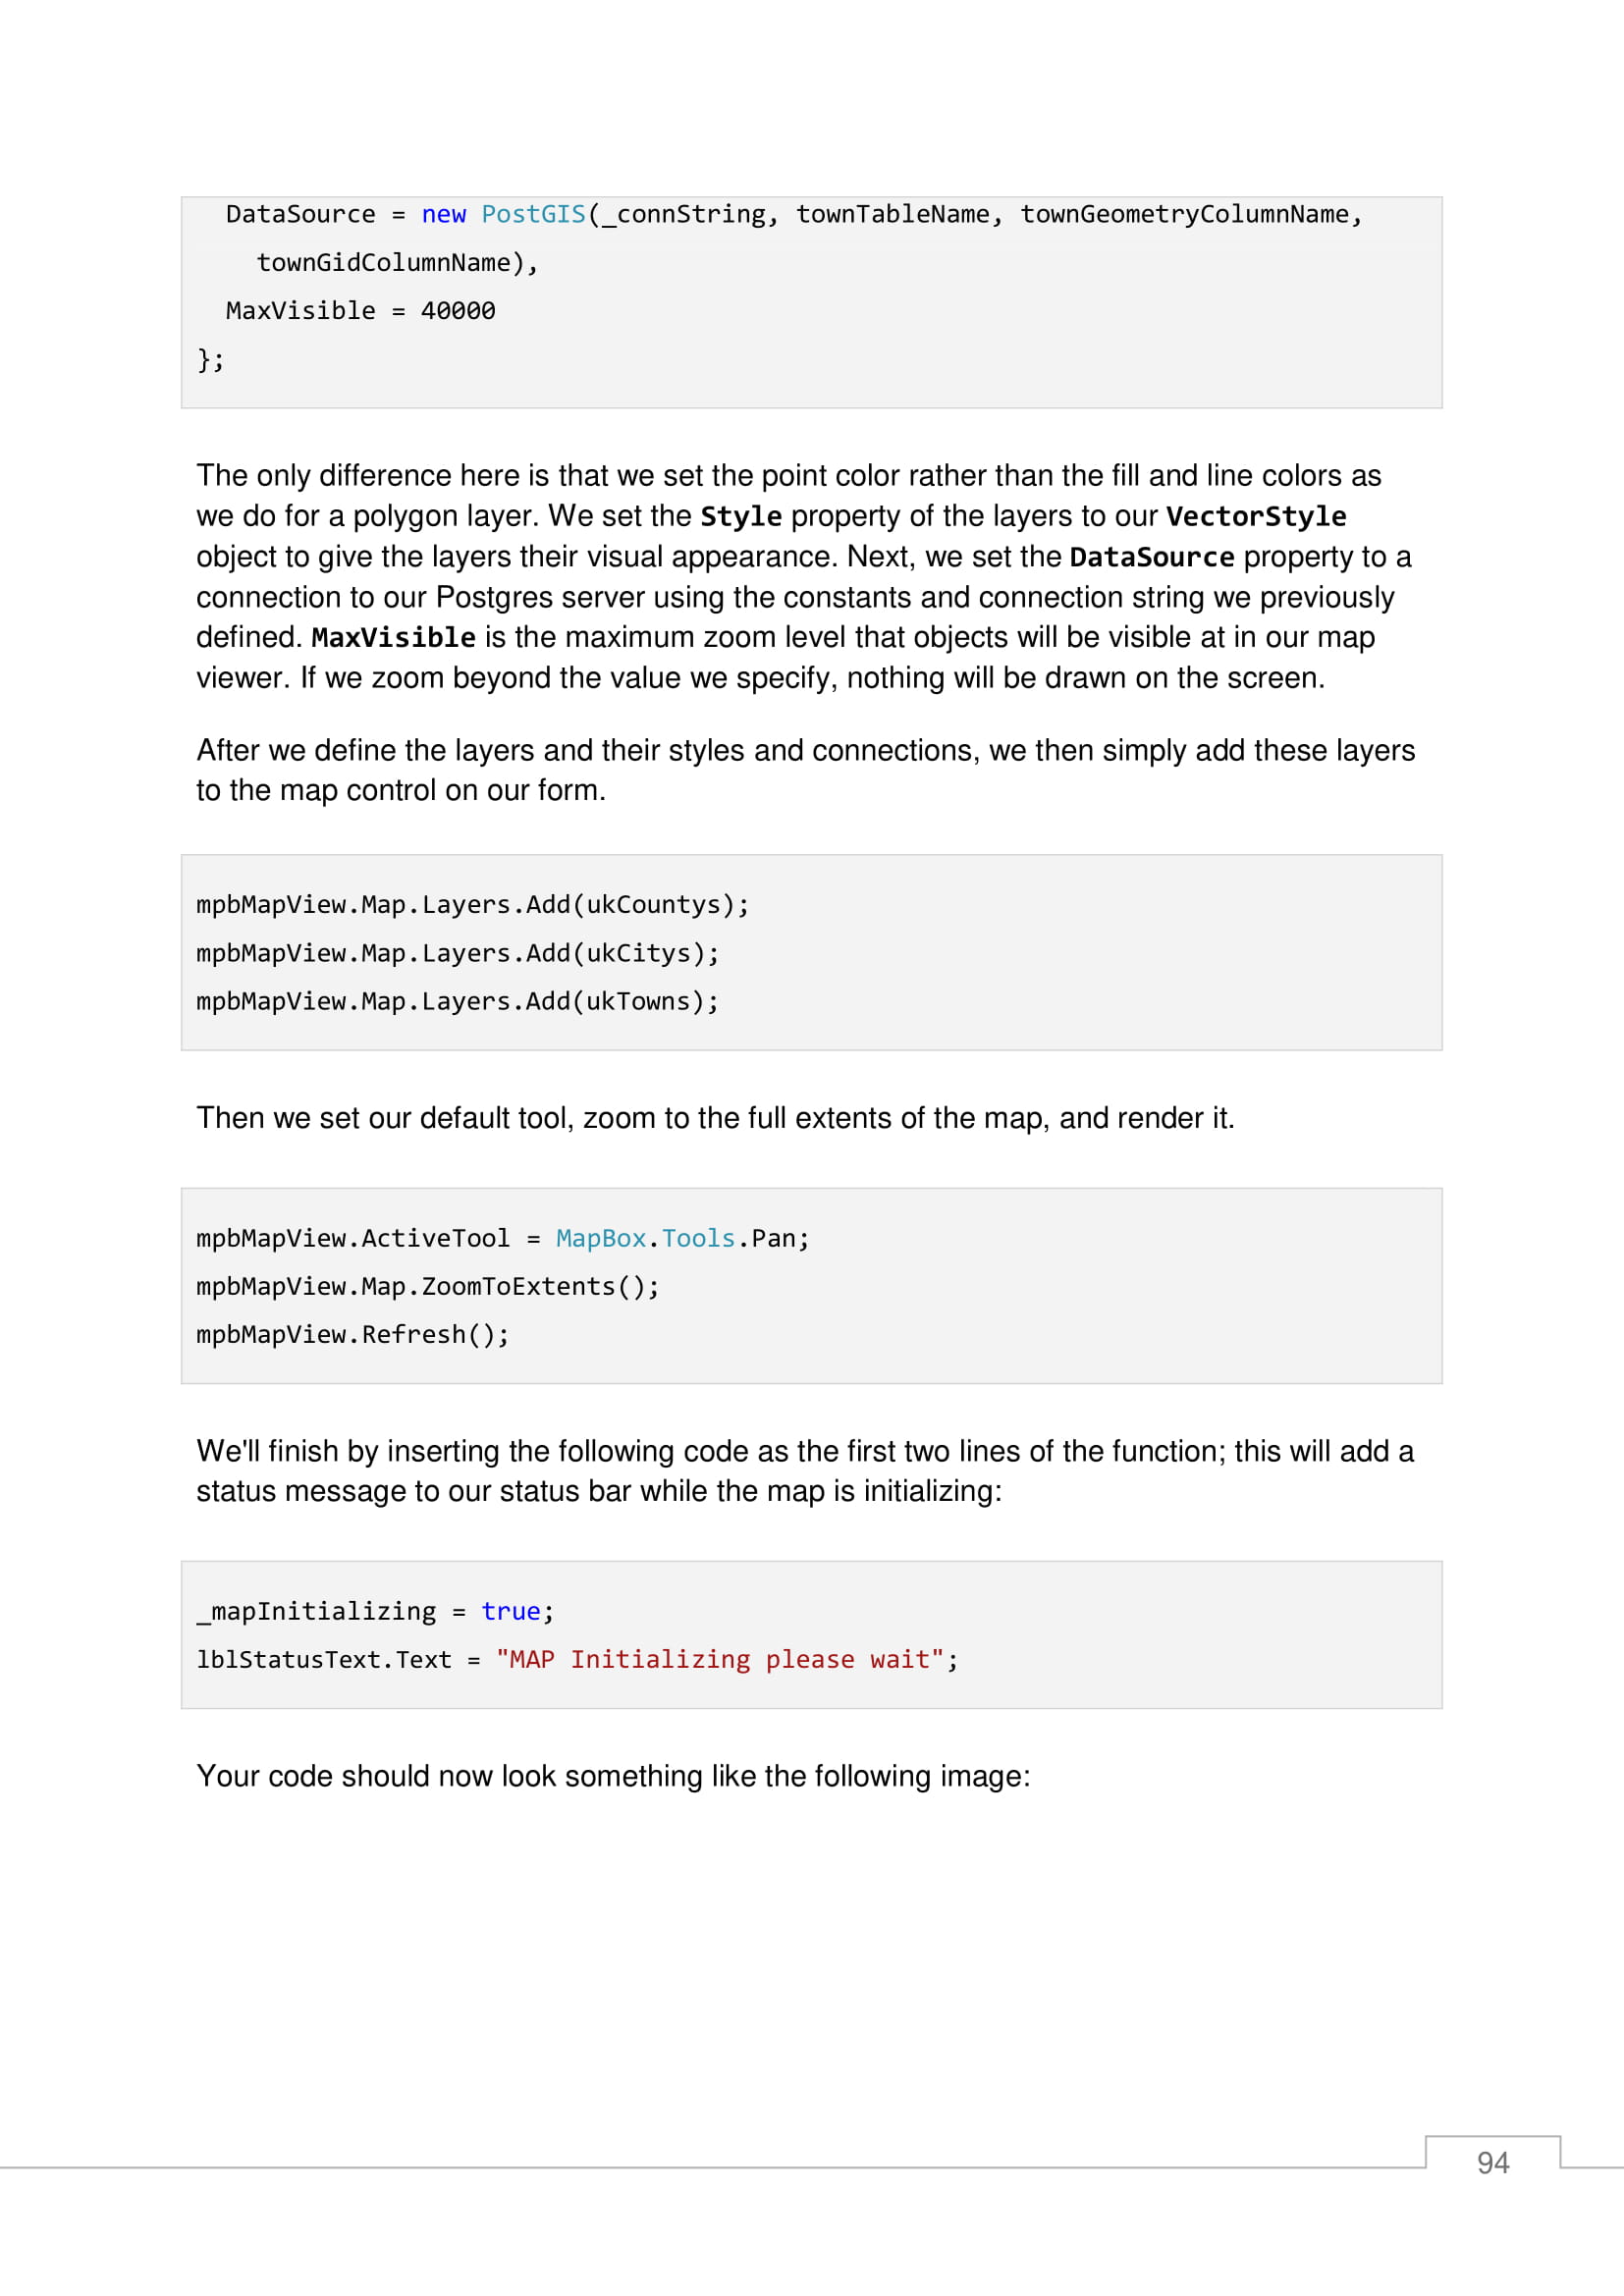 DataSource = new PostGIS(_connString, townTableName, townGeometryColumnName,
townGidColumnName),
MaxVisible = 40000
};
The only difference here is that we set the point color rather than the fill and line colors as
we do for a polygon layer. We set the Style property of the layers to our VectorStyle
object to give the layers their visual appearance. Next, we set the DataSource property to a
connection to our Postgres server using the constants and connection string we previously
defined. MaxVisible is the maximum zoom level that objects will be visible at in our map
viewer. If we zoom beyond the value we specify, nothing will be drawn on the screen.
After we define the layers and their styles and connections, we then simply add these layers
to the map control on our form.
mpbMapView.Map.Layers.Add(ukCountys);
mpbMapView.Map.Layers.Add(ukCitys);
mpbMapView.Map.Layers.Add(ukTowns);
Then we set our default tool, zoom to the full extents of the map, and render it.
mpbMapView.ActiveTool = MapBox.Tools.Pan;
mpbMapView.Map.ZoomToExtents();
mpbMapView.Refresh();
We'll finish by inserting the following code as the first two lines of the function; this will add a
status message to our status bar while the map is initializing:
_mapInitializing = true;
lblStatusText.Text = "MAP Initializing please wait";
Your code should now look something like the following image:
94